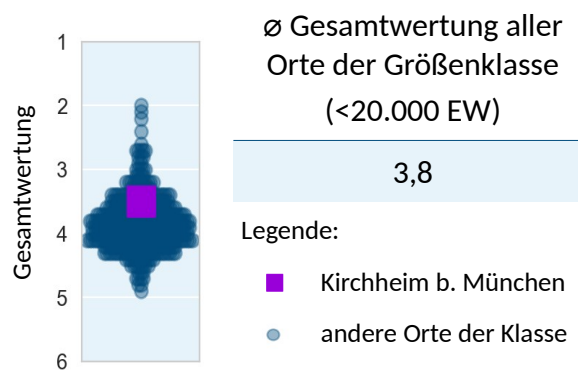 1
2
3
4
5
6
Gesamtwertung
ø Gesamtwertung aller
Orte der Größenklasse
(<20.000 EW)
3,8
Legende:
Kirchheim b. München
andere Orte der Klasse